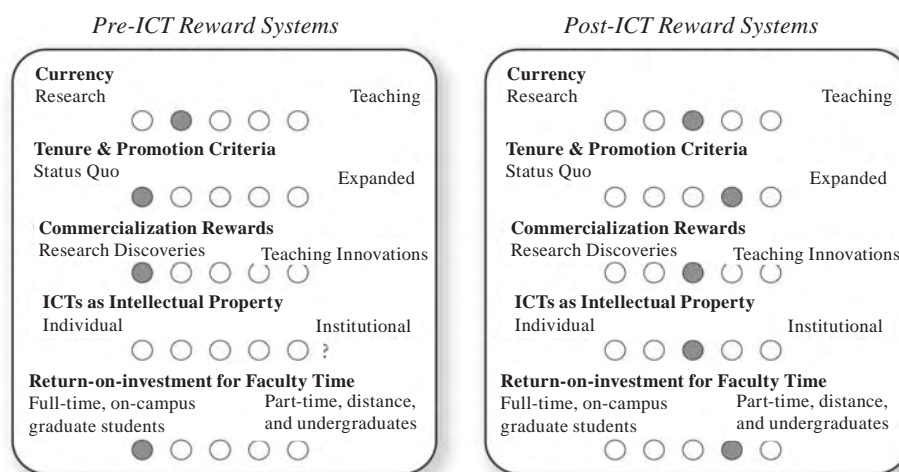 Pre-ICT Reward Systems
Currency
Research Teaching
Tenure & Promotion Criteria
Status Quo Expanded
Commercialization Rewards
Research Discoveries Teaching Innovations
ICTs as Intellectual Property
Individual Institutional
?
Return-on-investment for Faculty Time
Full-time, on-campus Part-time, distance,
graduate students and undergraduates
Post-ICT Reward Systems
Currency
Research Teaching
Tenure & Promotion Criteria
Status Quo Expanded
Commercialization Rewards
Research Discoveries Teaching Innovations
ICTs as Intellectual Property
Individual Institutional
Return-on-investment for Faculty Time
Full-time, on-campus Part-time, distance,
graduate students and undergraduates